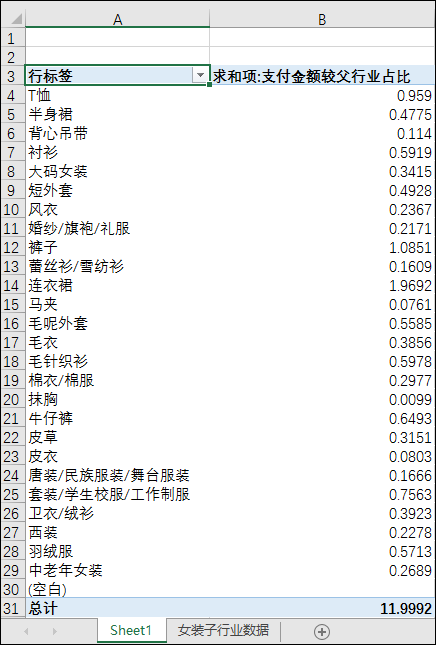 A B
1
2
3 行标签 求和项:支付金额较父行业占比
4 T恤 0.959
5 半身裙 0.4775
6 背心吊带 0.114
7 衬衫 0.5919
8 大码女装 0.3415
9 短外套 0.4928
10 风衣 0.2367
11 婚纱/旗袍/礼服 0.2171
12 裤子 1.0851
13 蕾丝衫/雪纺衫 0.1609
14 连衣裙 1.9692
15 马夹 0.0761
16 毛呢外套 0.5585
17 毛衣 0.3856
18 毛针织衫 0.5978
19 棉衣/棉服 0.2977
20 抹胸 0.0099
21 牛仔裤 0.6493
22 皮草 0.3151
23 皮衣 0.0803
24 唐装/民族服装/舞台服装 0.1666
25 套装/学生校服/工作制服 0.7563
26 卫衣/绒衫 0.3923
27 西装 0.2278
28 羽绒服 0.5713
29 中老年女装 0.2689
30 (空白)
31 总计 11.9992
Sheet1 女装子行业数据